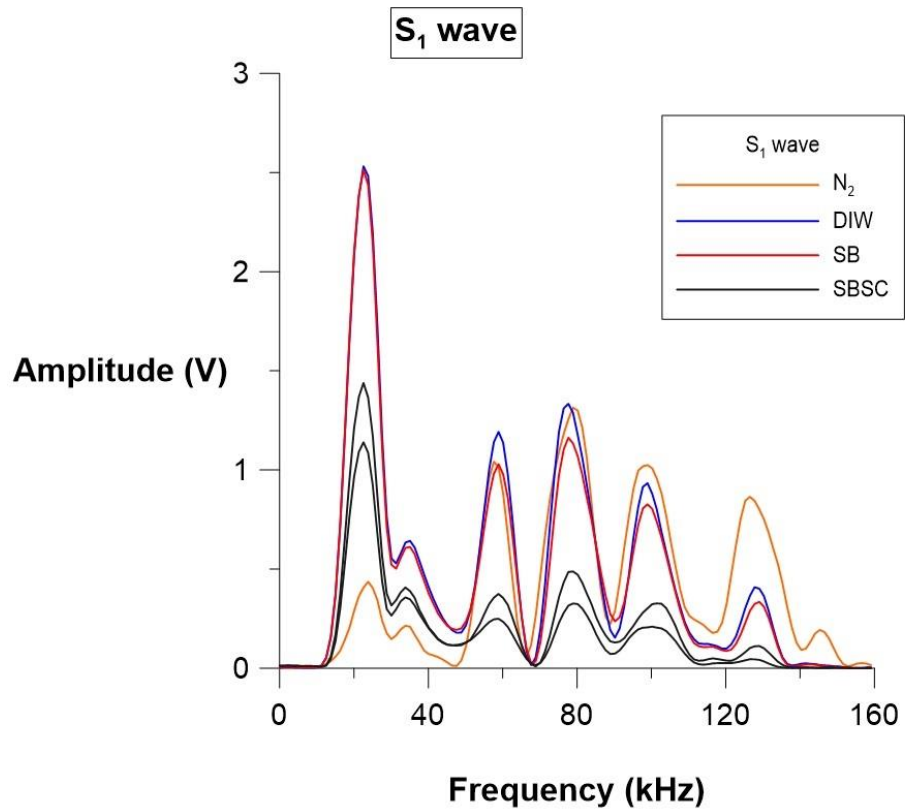 S₁ wave
3
2
1
0
Amplitude (V)
S₁ wave
N₂
DIW
SB
SBSC
0 40 80 120 160
Frequency (kHz)